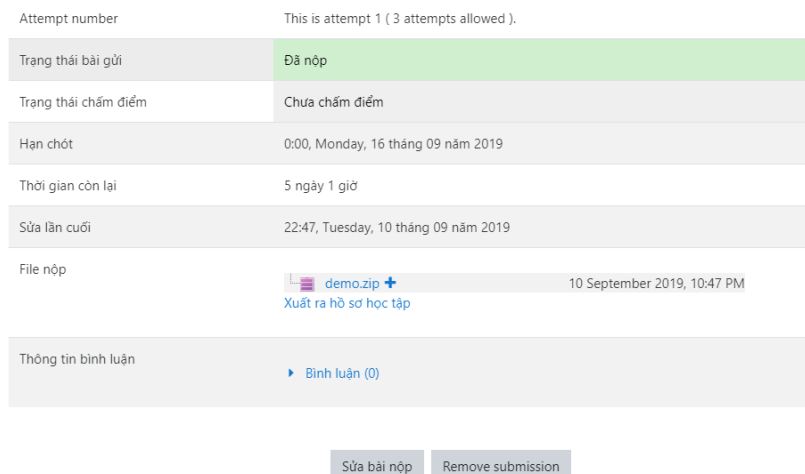 Attempt number This is attempt 1 ( 3 attempts allowed ).
Trạng thái bài gửi Đã nộp
Trạng thái chấm điểm Chưa chấm điểm
Hạn chót 0:00, Monday, 16 tháng 09 năm 2019
Thời gian còn lại 5 ngày 1 giờ
Sửa lần cuối 22:47, Tuesday, 10 tháng 09 năm 2019
File nộp
demo.zip 10 September 2019, 10:47 PM
Xuất ra hồ sơ học tập
Thông tin bình luận
Bình luận (0)
Sửa bài nộp Remove submission